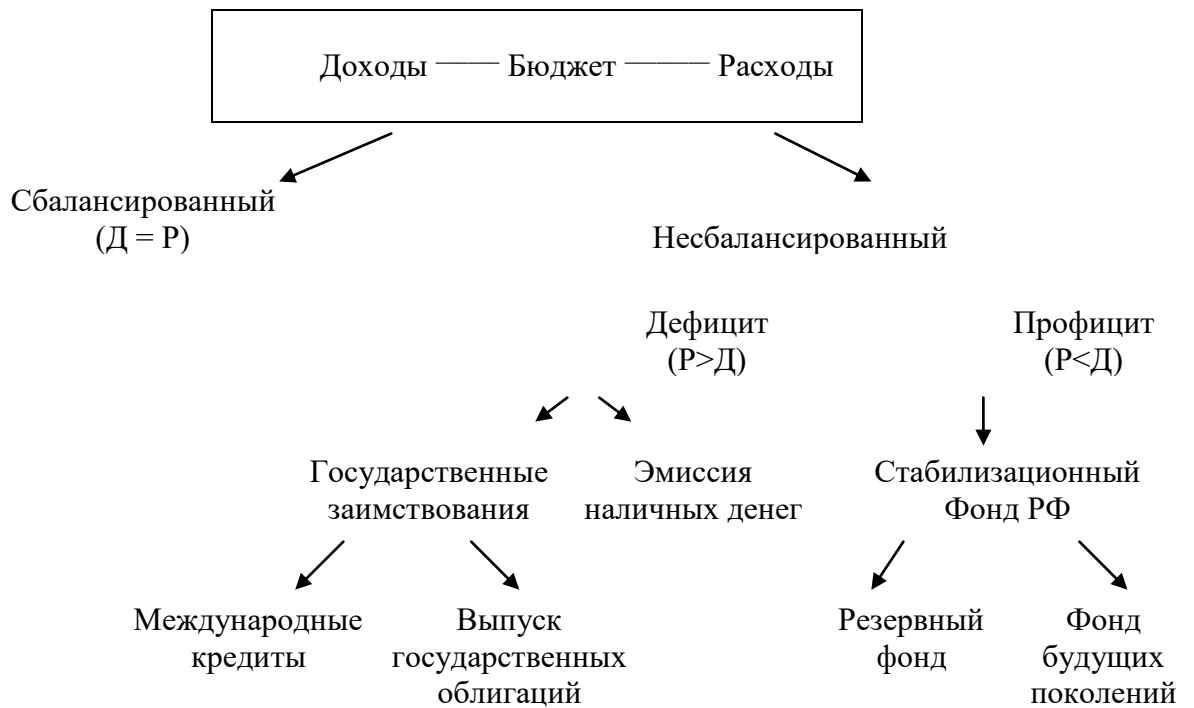 Доходы —— Бюджет —— Расходы
Сбалансированный
(Д = Р)
Несбалансированный
Дефицит
(Р>Д)
Профицит
(Р<Д)
Государственные
заимствования
Эмиссия
наличных денег
Стабилизационный
Фонд РФ
Международные
кредиты
Выпуск
государственных
облигаций
Резервный
фонд
Фонд
будущих
поколений